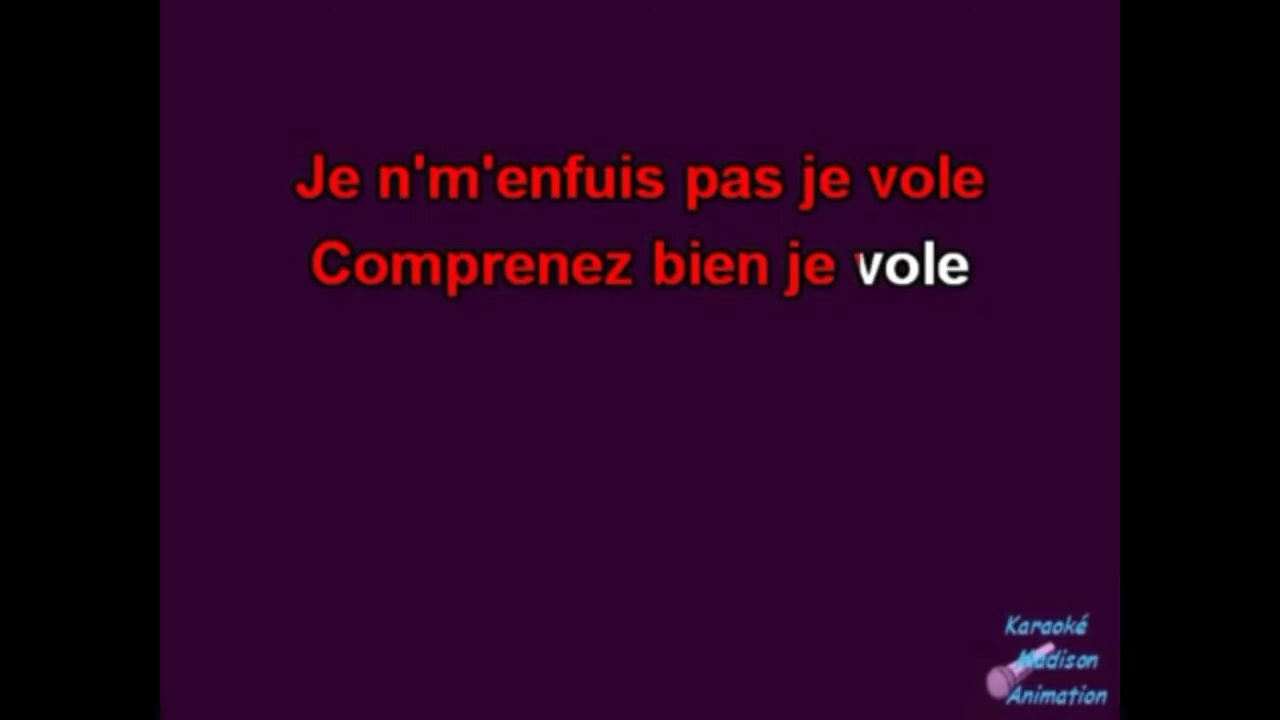 Je n'm'enfuis pas je vole
Comprenez bien je vole
Karaoké
Madison
Animation